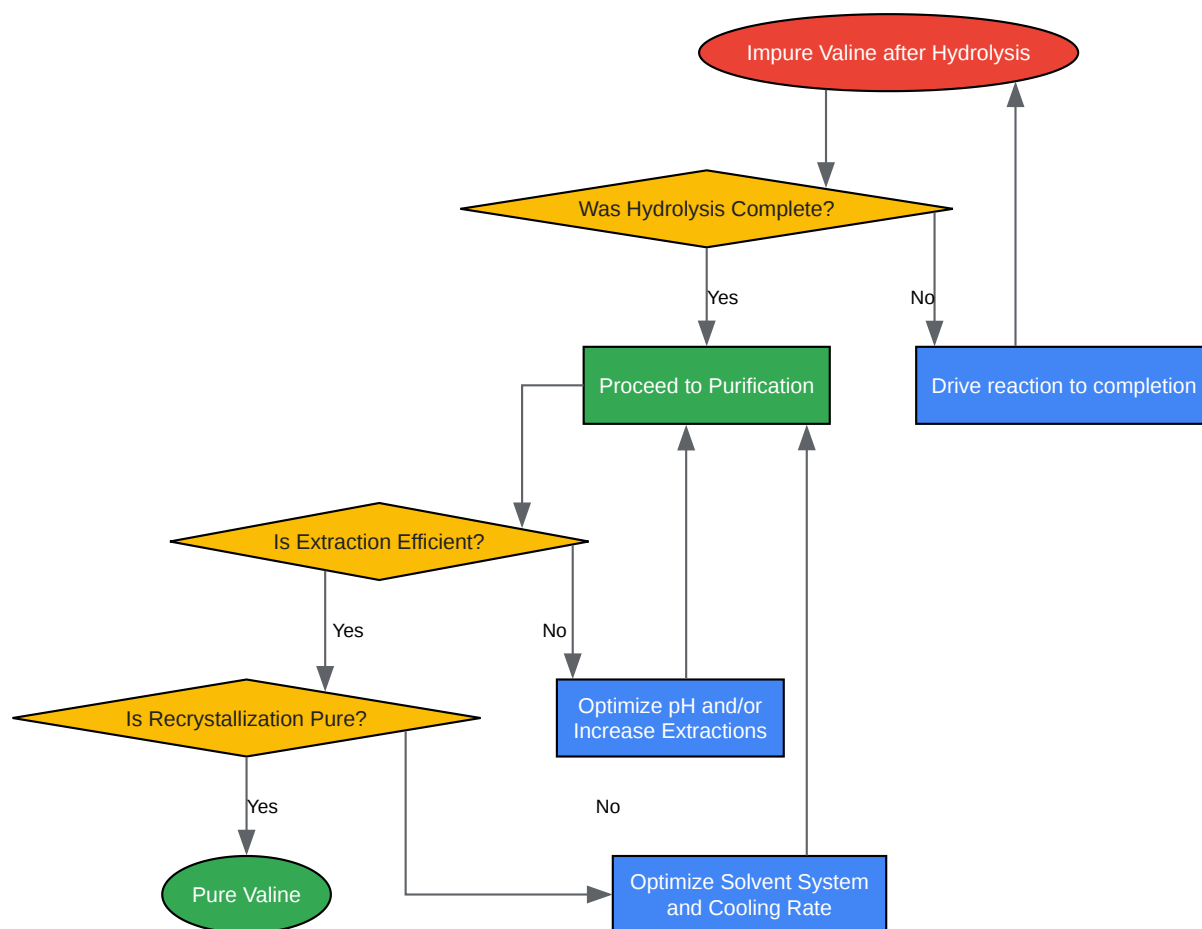 Impure Valine after Hydrolysis
Was Hydrolysis Complete?
Yes
No
Proceed to Purification
Drive reaction to completion
Is Extraction Efficient?
Yes
No
Optimize pH and/or
Increase Extractions
Is Recrystallization Pure?
Yes
No
Pure Valine
Optimize Solvent System
and Cooling Rate